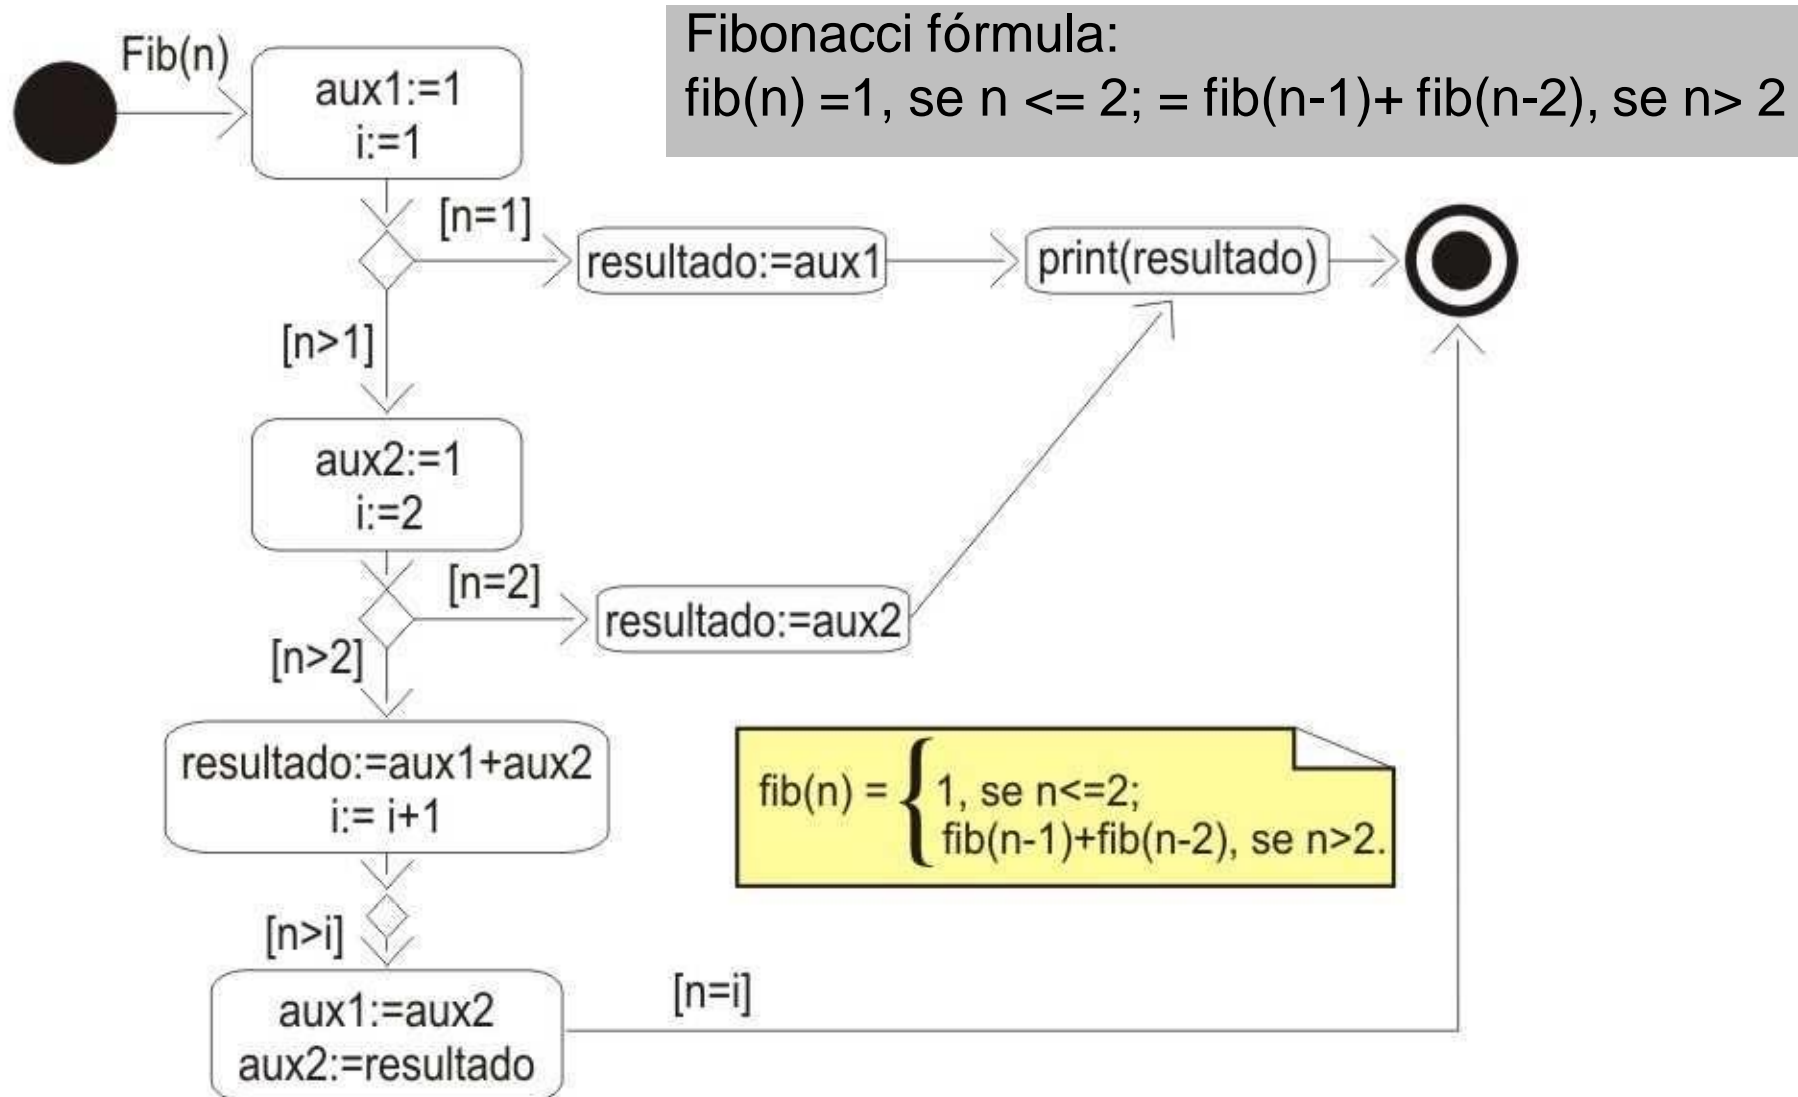 Fibonacci fórmula:
fib(n) =1, se n <= 2; = fib(n-1)+ fib(n-2), se n> 2
Fib(n)
aux1:=1
i:=1
[n=1]
resultado:=aux1
print(resultado)
[n>1]
aux2:=1
i:=2
[n=2]
resultado:=aux2
[n>2]
resultado:=aux1+aux2
i:= i+1
fib(n) = { 1, se n<=2;
fib(n-1)+fib(n-2), se n>2.
[n>i]
[n=i]
aux1:=aux2
aux2:=resultado